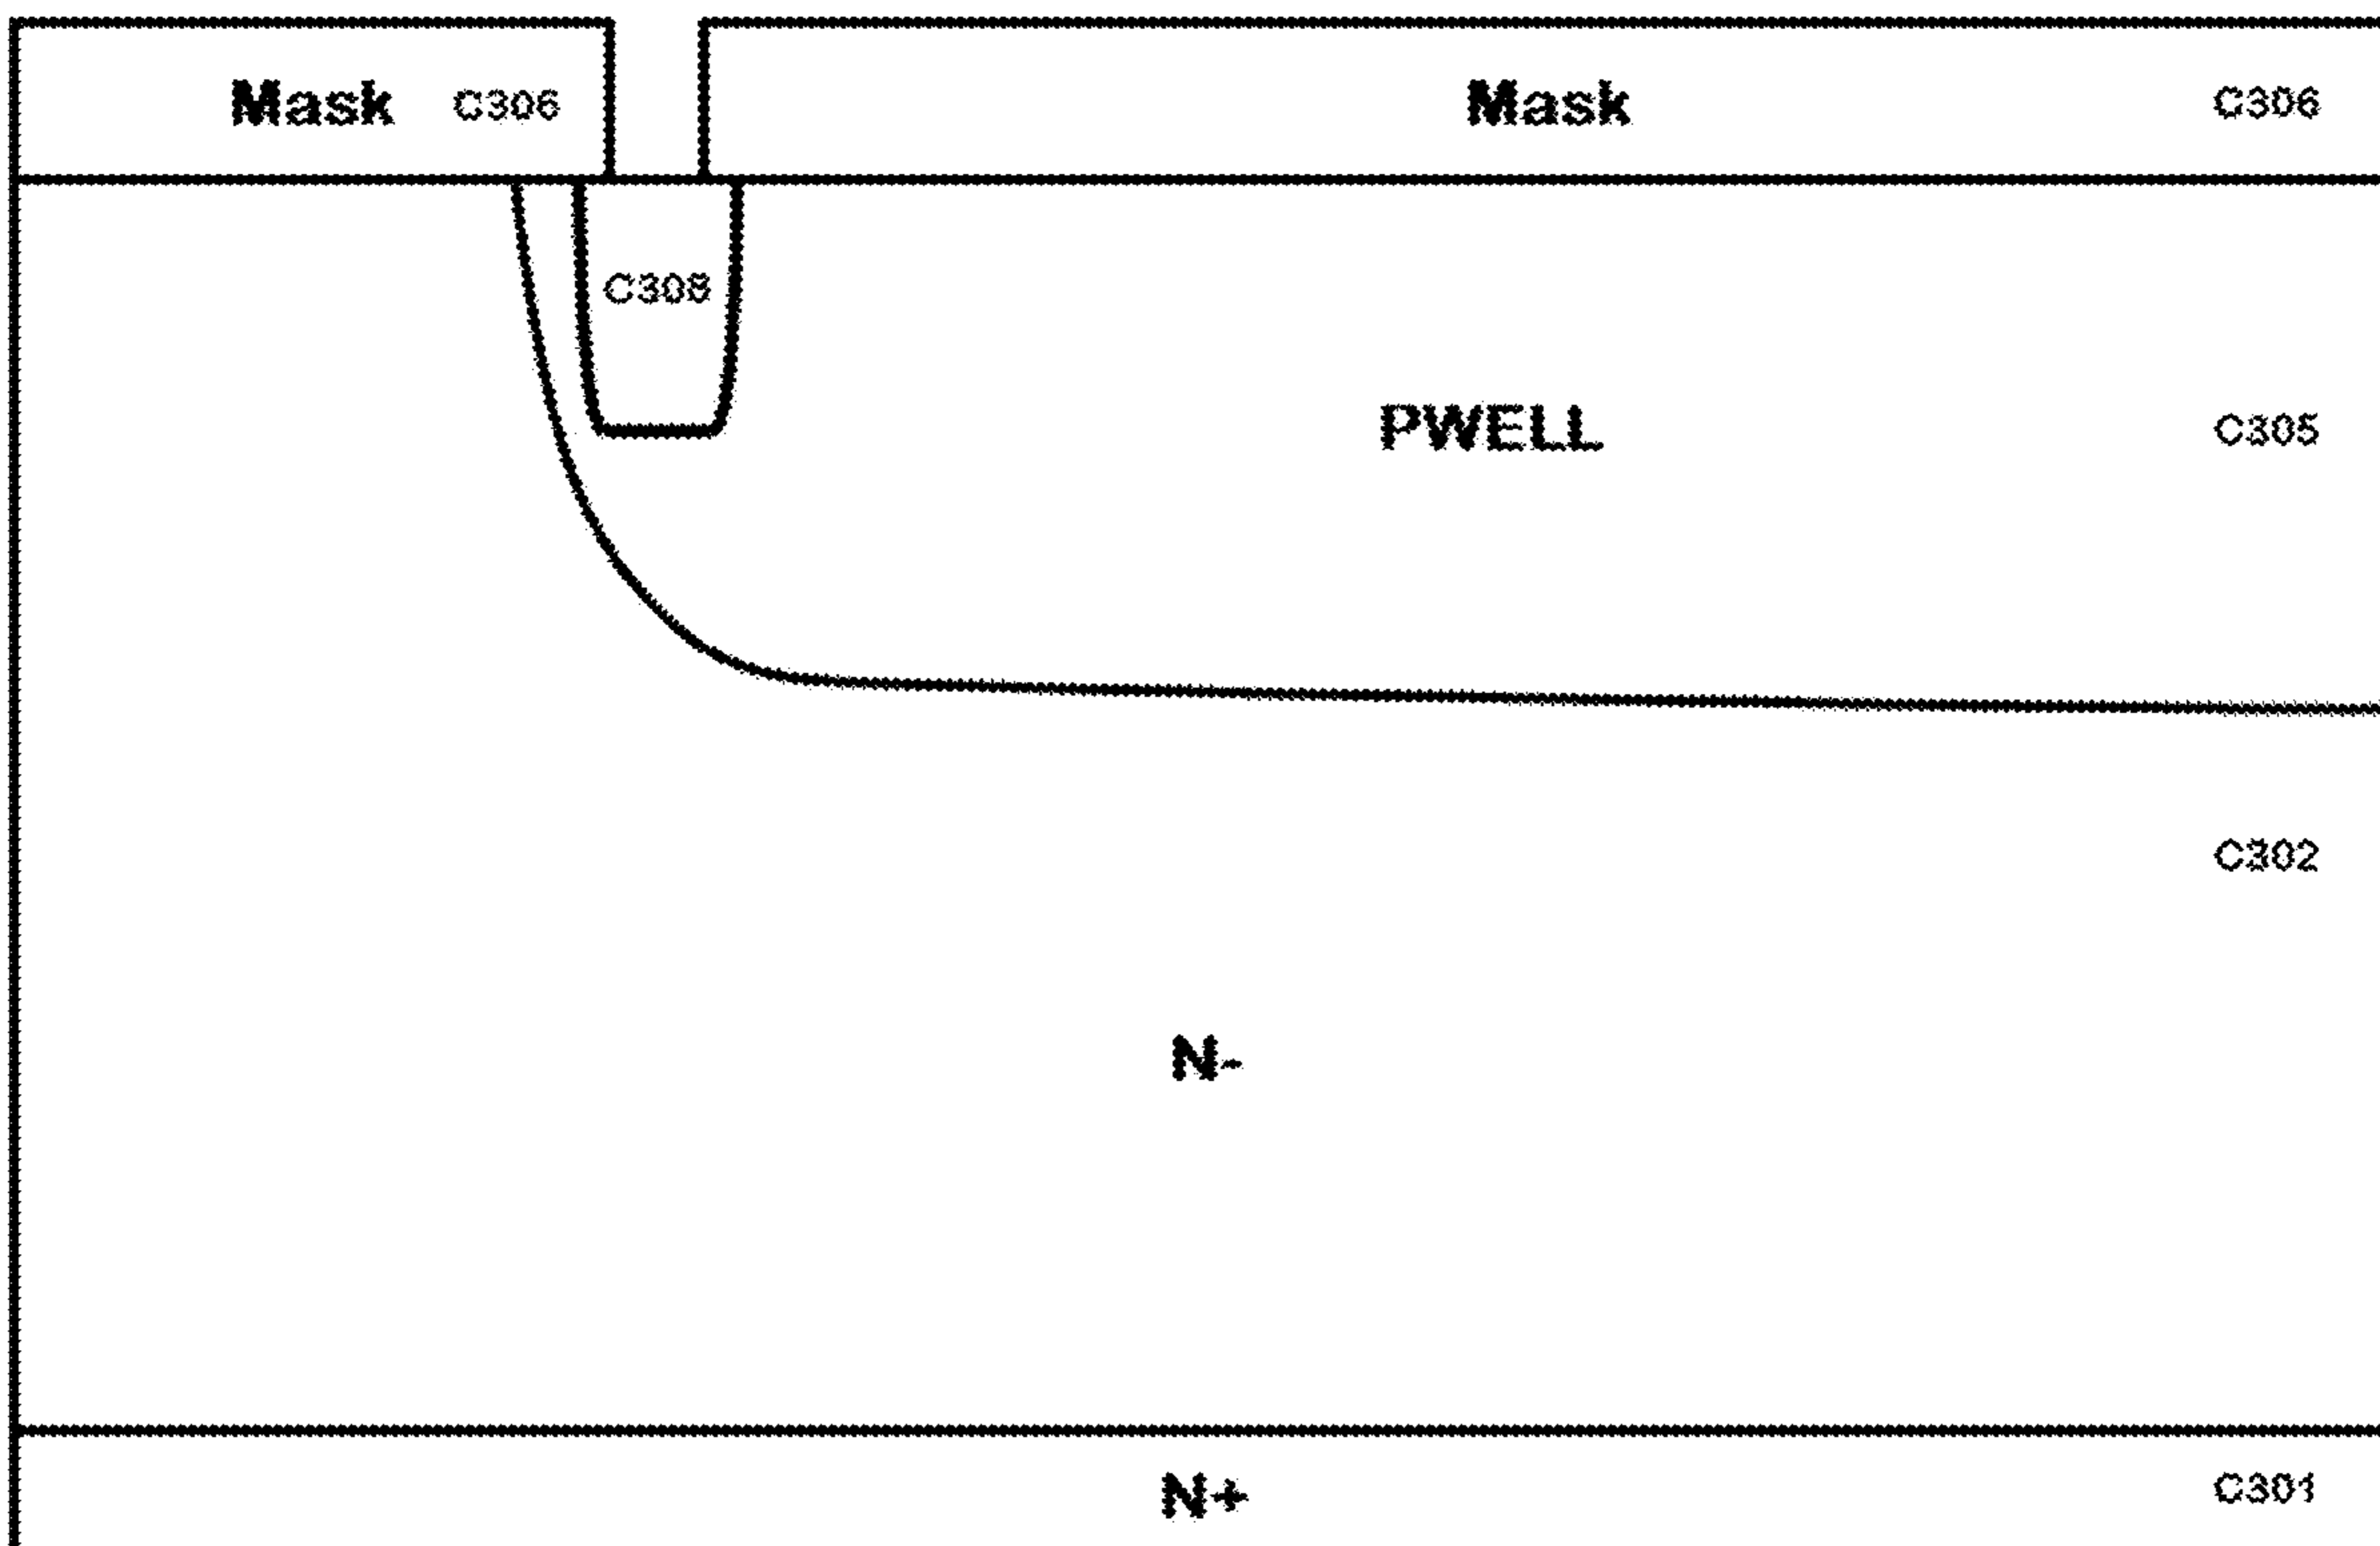 Mask C306 Mask C306
C308
PWELL C305
C302
N-
N+ C301